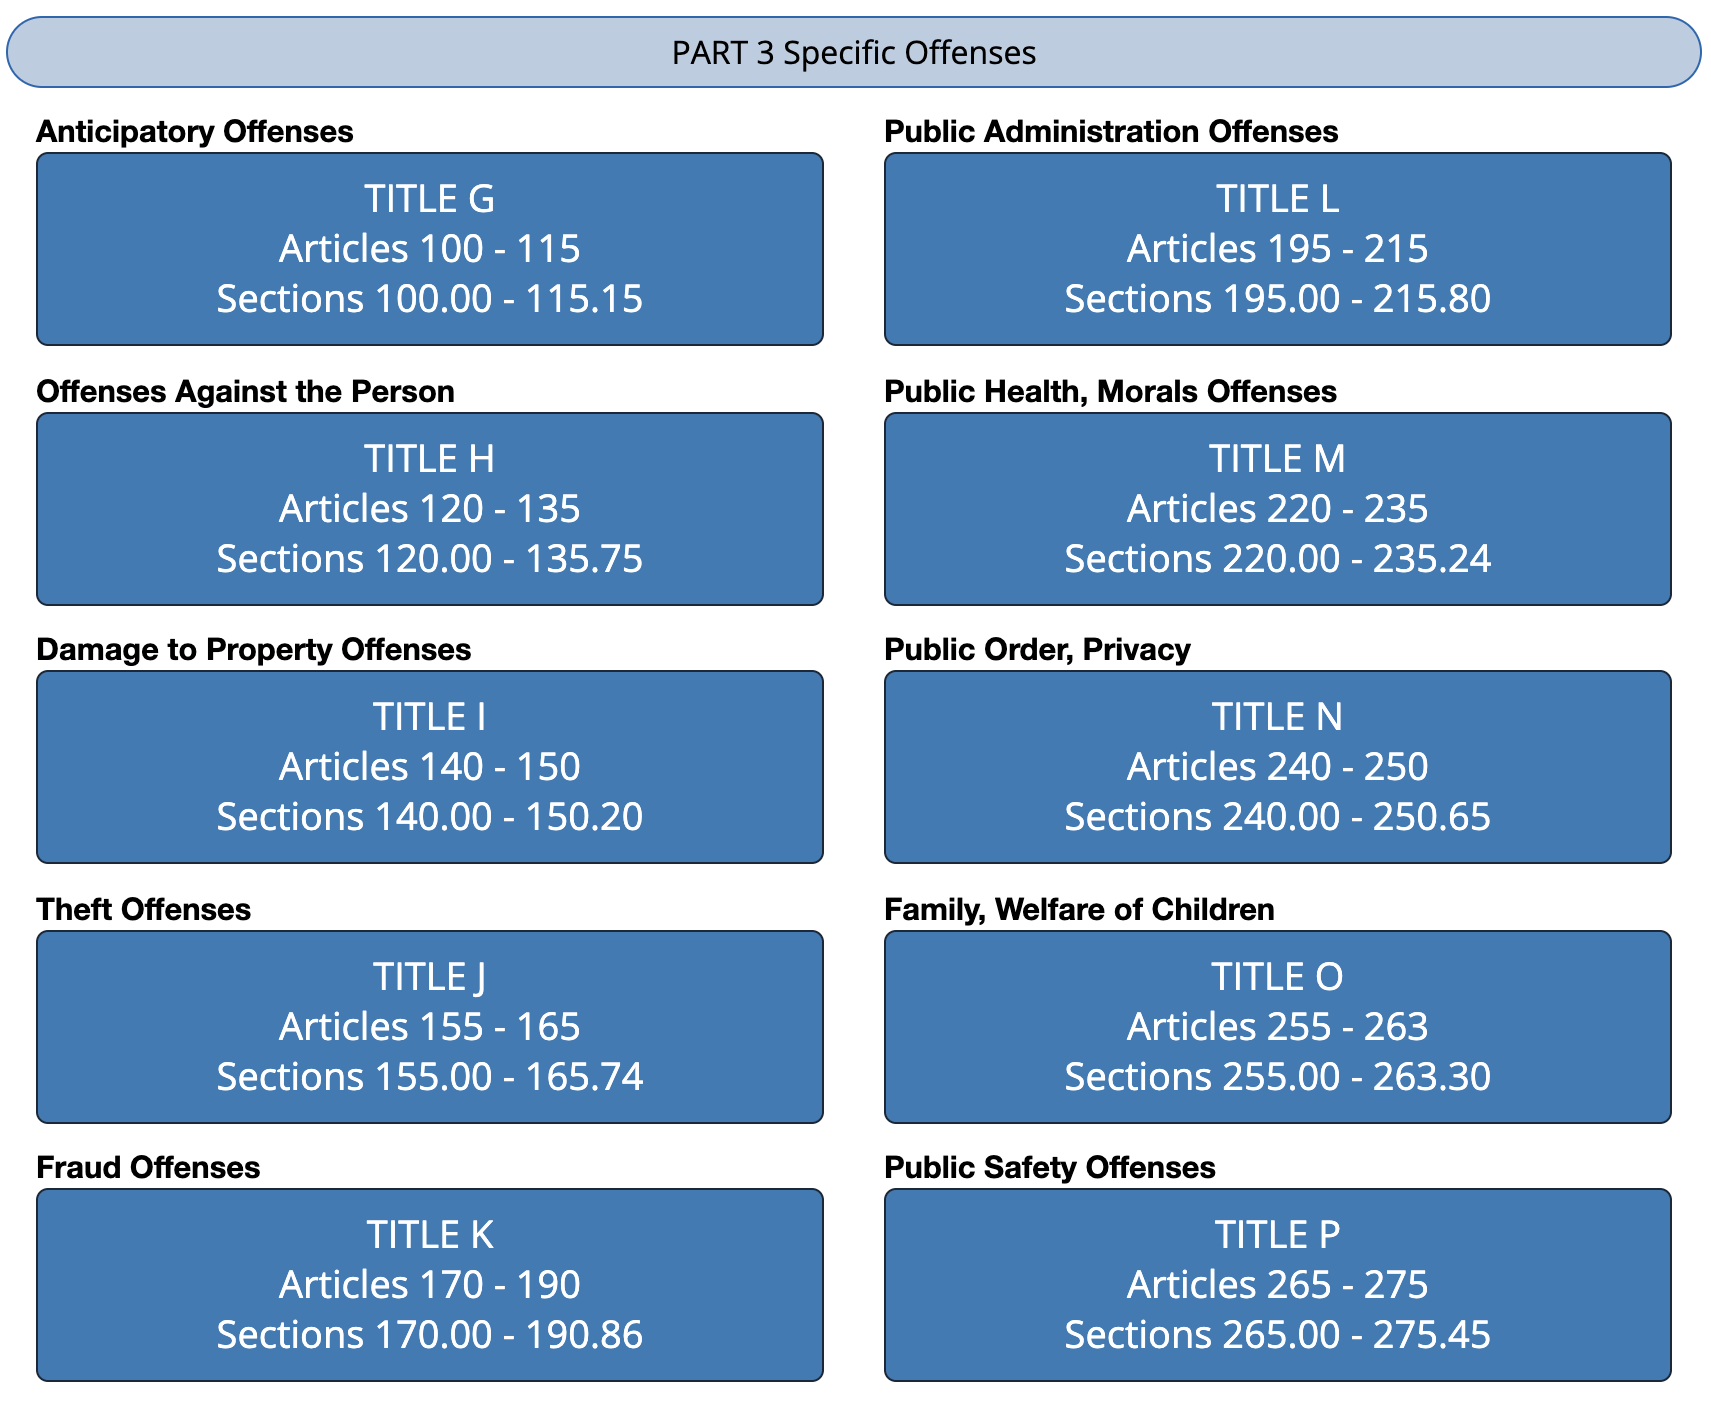 PART 3 Specific Offenses
Anticipatory Offenses
TITLE G
Articles 100 - 115
Sections 100.00 - 115.15
Offenses Against the Person
TITLE H
Articles 120 - 135
Sections 120.00 - 135.75
Damage to Property Offenses
TITLE I
Articles 140 - 150
Sections 140.00 - 150.20
Theft Offenses
TITLE J
Articles 155 - 165
Sections 155.00 - 165.74
Fraud Offenses
TITLE K
Articles 170 - 190
Sections 170.00 - 190.86
Public Administration Offenses
TITLE L
Articles 195 - 215
Sections 195.00 - 215.80
Public Health, Morals Offenses
TITLE M
Articles 220 - 235
Sections 220.00 - 235.24
Public Order, Privacy
TITLE N
Articles 240 - 250
Sections 240.00 - 250.65
Family, Welfare of Children
TITLE O
Articles 255 - 263
Sections 255.00 - 263.30
Public Safety Offenses
TITLE P
Articles 265 - 275
Sections 265.00 - 275.45